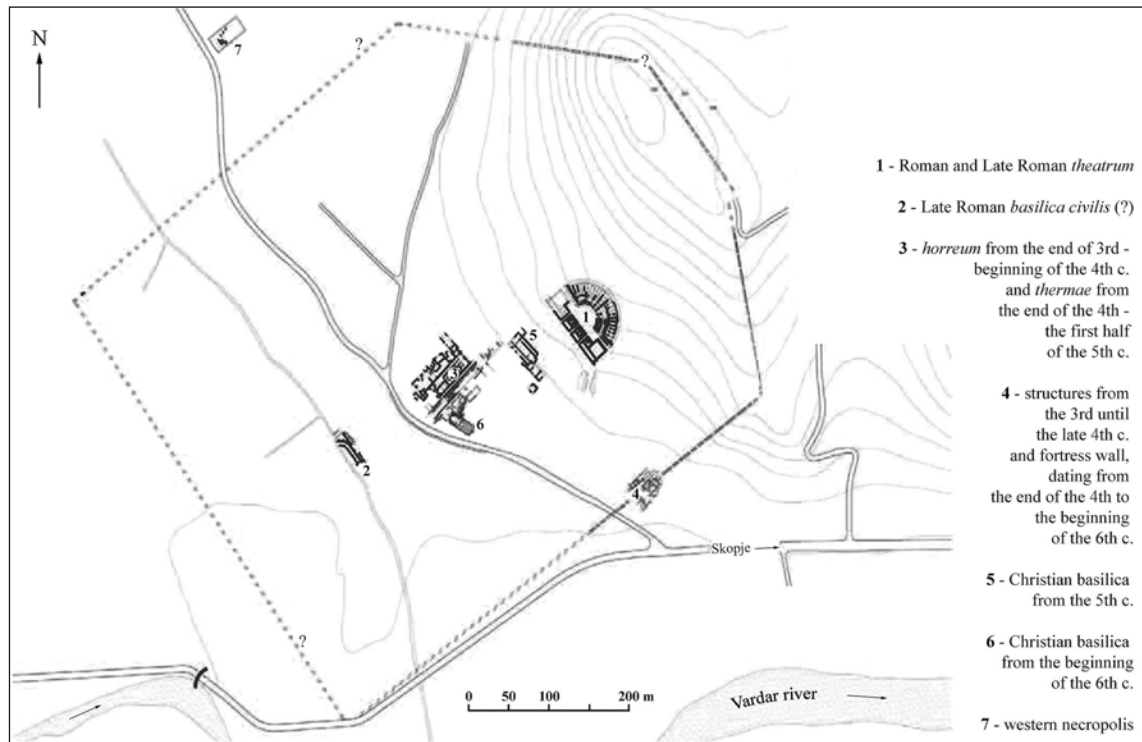 N
7
?
?
1
5
3
6
2
4
?
Skopje
0 50 100 200 m
Vardar river
1 - Roman and Late Roman theatrum
2 - Late Roman basilica civilis (?)
3 - horreum from the end of 3rd -
beginning of the 4th c.
and thermae from
the end of the 4th -
the first half
of the 5th c.
4 - structures from
the 3rd until
the late 4th c.
and fortress wall,
dating from
the end of the 4th to
the beginning
of the 6th c.
5 - Christian basilica
from the 5th c.
6 - Christian basilica
from the beginning
of the 6th c.
7 - western necropolis